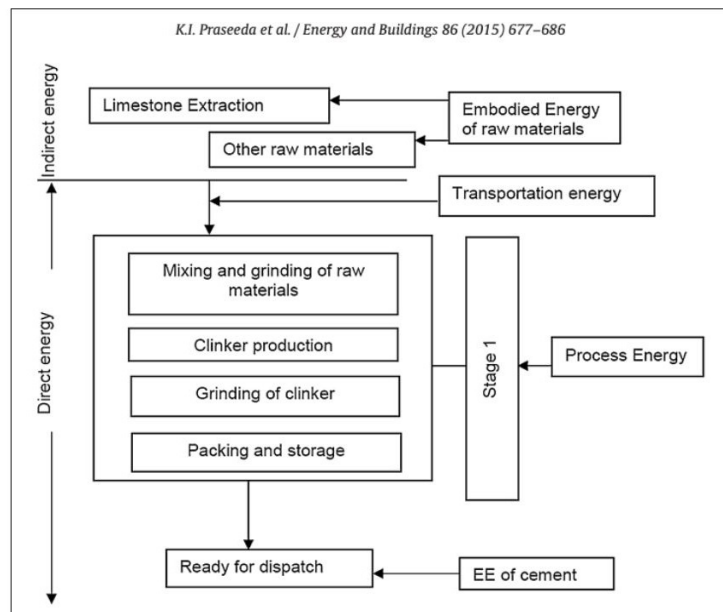 K.I. Praseeda et al. / Energy and Buildings 86 (2015) 677–686
Indirect energy
Limestone Extraction
Embodied Energy
of raw materials
Other raw materials
Transportation energy
Direct energy
Mixing and grinding of raw
materials
Clinker production
Grinding of clinker
Packing and storage
Stage 1
Process Energy
Ready for dispatch
EE of cement